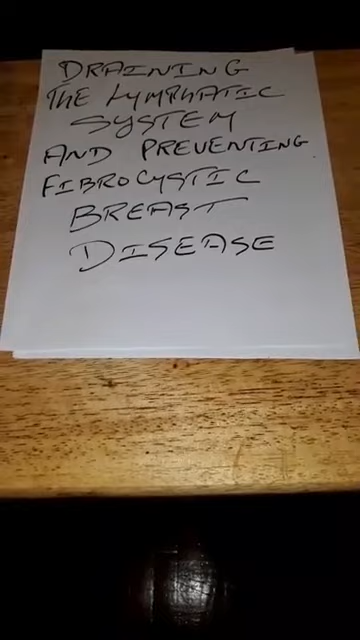 DRAINING
THE LYMPHATIC
SYSTEM
AND PREVENTING
FIBROCYSTIC
BREAST
DISEASE